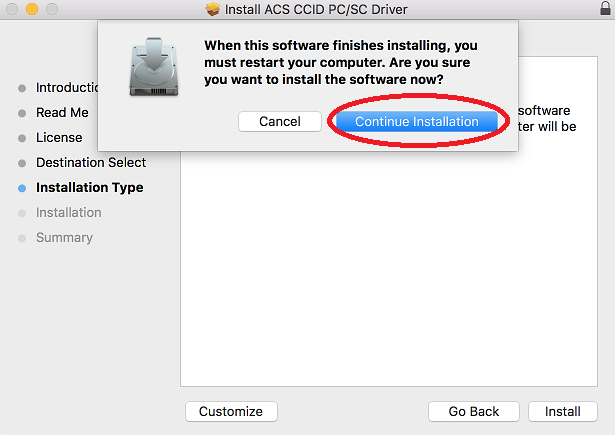 Install ACS CCID PC/SC Driver
When this software finishes installing, you
must restart your computer. Are you sure
you want to install the software now?
Cancel
Continue Installation
Introductic
Read Me
License
Destination Select
Installation Type
Installation
Summary
software
ter will be
Customize
Go Back
Install